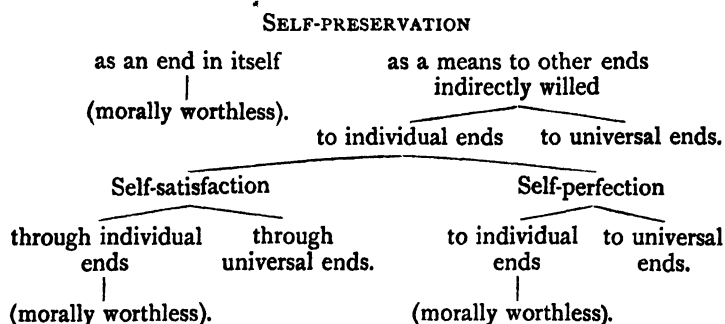 SELF-PRESERVATION
as an end in itself as a means to other ends
indirectly willed
(morally worthless).
to individual ends to universal ends.
Self-satisfaction Self-perfection
through individual through to individual to universal
ends universal ends. ends ends.
(morally worthless). (morally worthless).